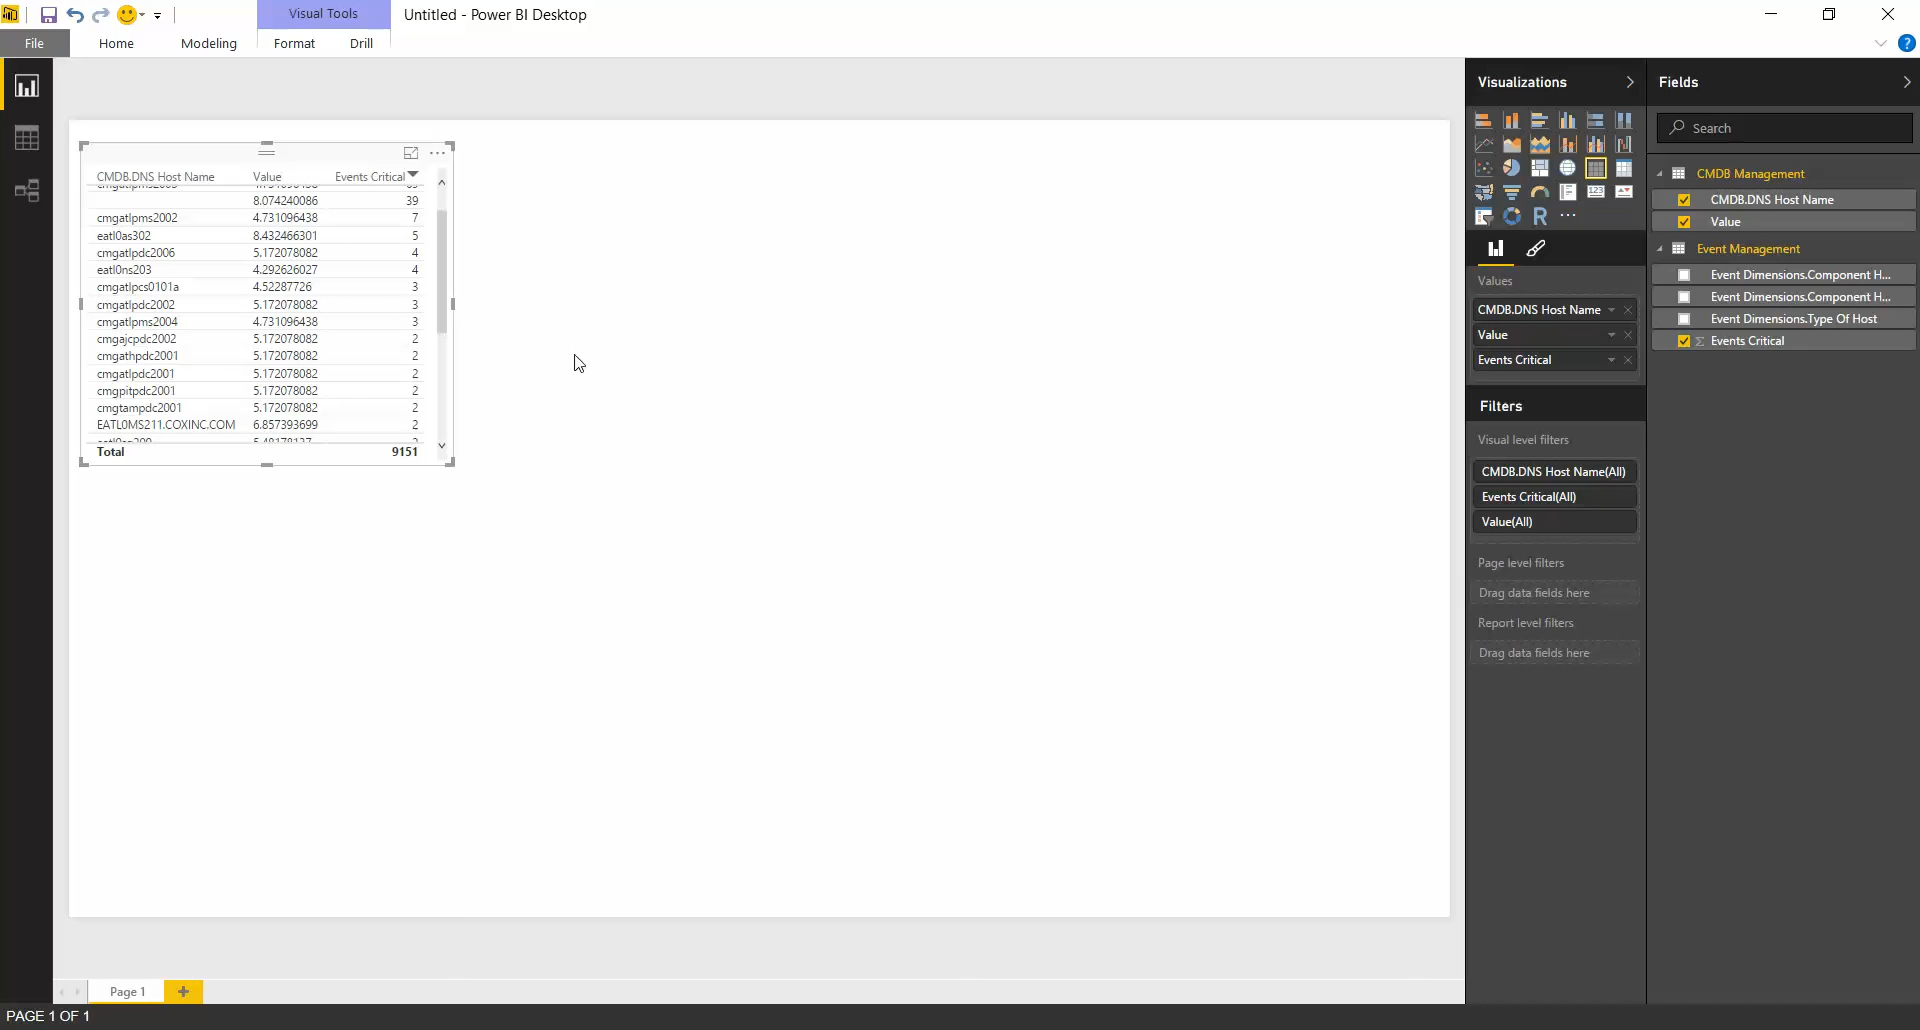 Visual Tools
Untitled - Power BI Desktop
File
Home
Modeling
Format
Drill
?
CMDB.DNS Host Name Value Events Critical
8.074240086 39
cmgatlpms2002 4.731096438 7
eatl0as302 8.432466301 5
cmgatlpdc2006 5.172078082 4
eatl0ns203 4.292626027 4
cmgatlpcs0101a 4.52287726 3
cmgatlpdc2002 5.172078082 3
cmgatlpms2004 4.731096438 3
cmgajcpdc2002 5.172078082 2
cmgathpdc2001 5.172078082 2
cmgatlpdc2001 5.172078082 2
cmgpitpdc2001 5.172078082 2
cmgtampdc2001 5.172078082 2
EATL0MS211.COXINC.COM 6.857393699 2
Total 9151
Visualizations
123
R
Values
CMDB.DNS Host Name
Value
Events Critical
Filters
Visual level filters
CMDB.DNS Host Name(All)
Events Critical(All)
Value(All)
Page level filters
Drag data fields here
Report level filters
Drag data fields here
Fields
Search
CMDB Management
CMDB.DNS Host Name
Value
Event Management
Event Dimensions.Component H...
Event Dimensions.Component H...
Event Dimensions.Type Of Host
Σ Events Critical
Page 1
PAGE 1 OF 1